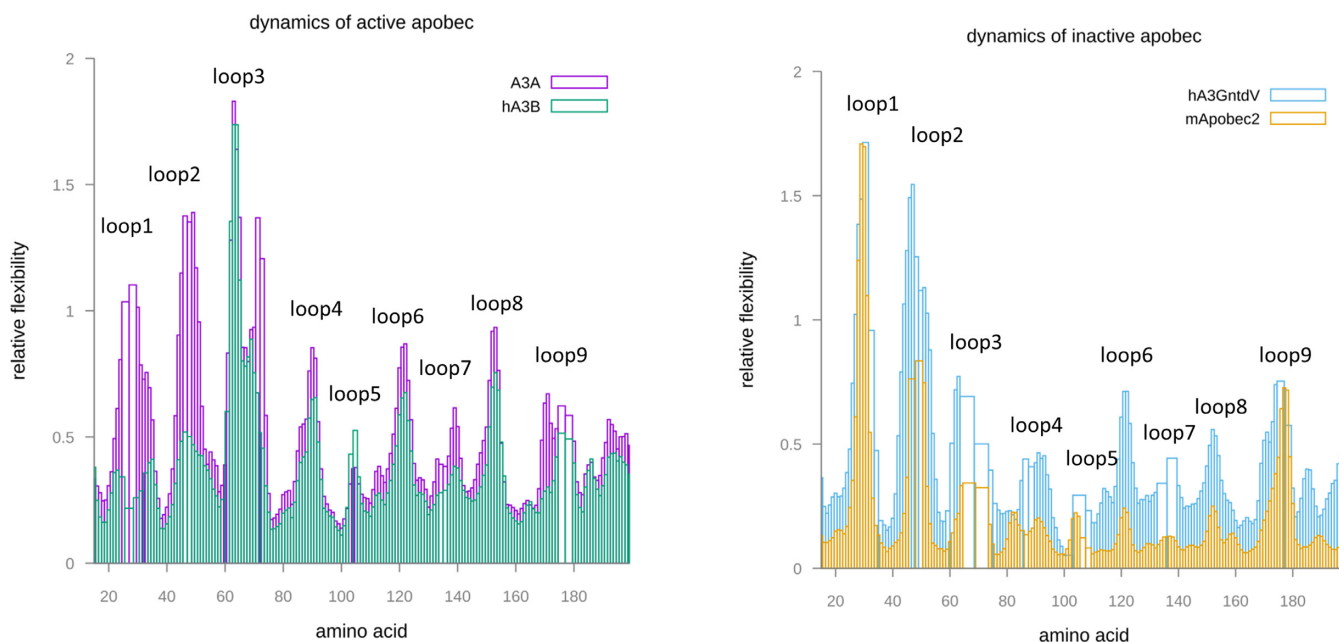 dynamics of active apobec
2
1.5
1
0.5
0
relative flexibility
A3A
hA3B
loop1
loop2
loop3
loop4
loop5
loop6
loop7
loop8
loop9
20 40 60 80 100 120 140 160 180
amino acid
dynamics of inactive apobec
2
1.5
1
0.5
0
relative flexibility
hA3GntdV
mApobec2
loop1
loop2
loop3
loop4
loop5
loop6
loop7
loop8
loop9
20 40 60 80 100 120 140 160 180
amino acid